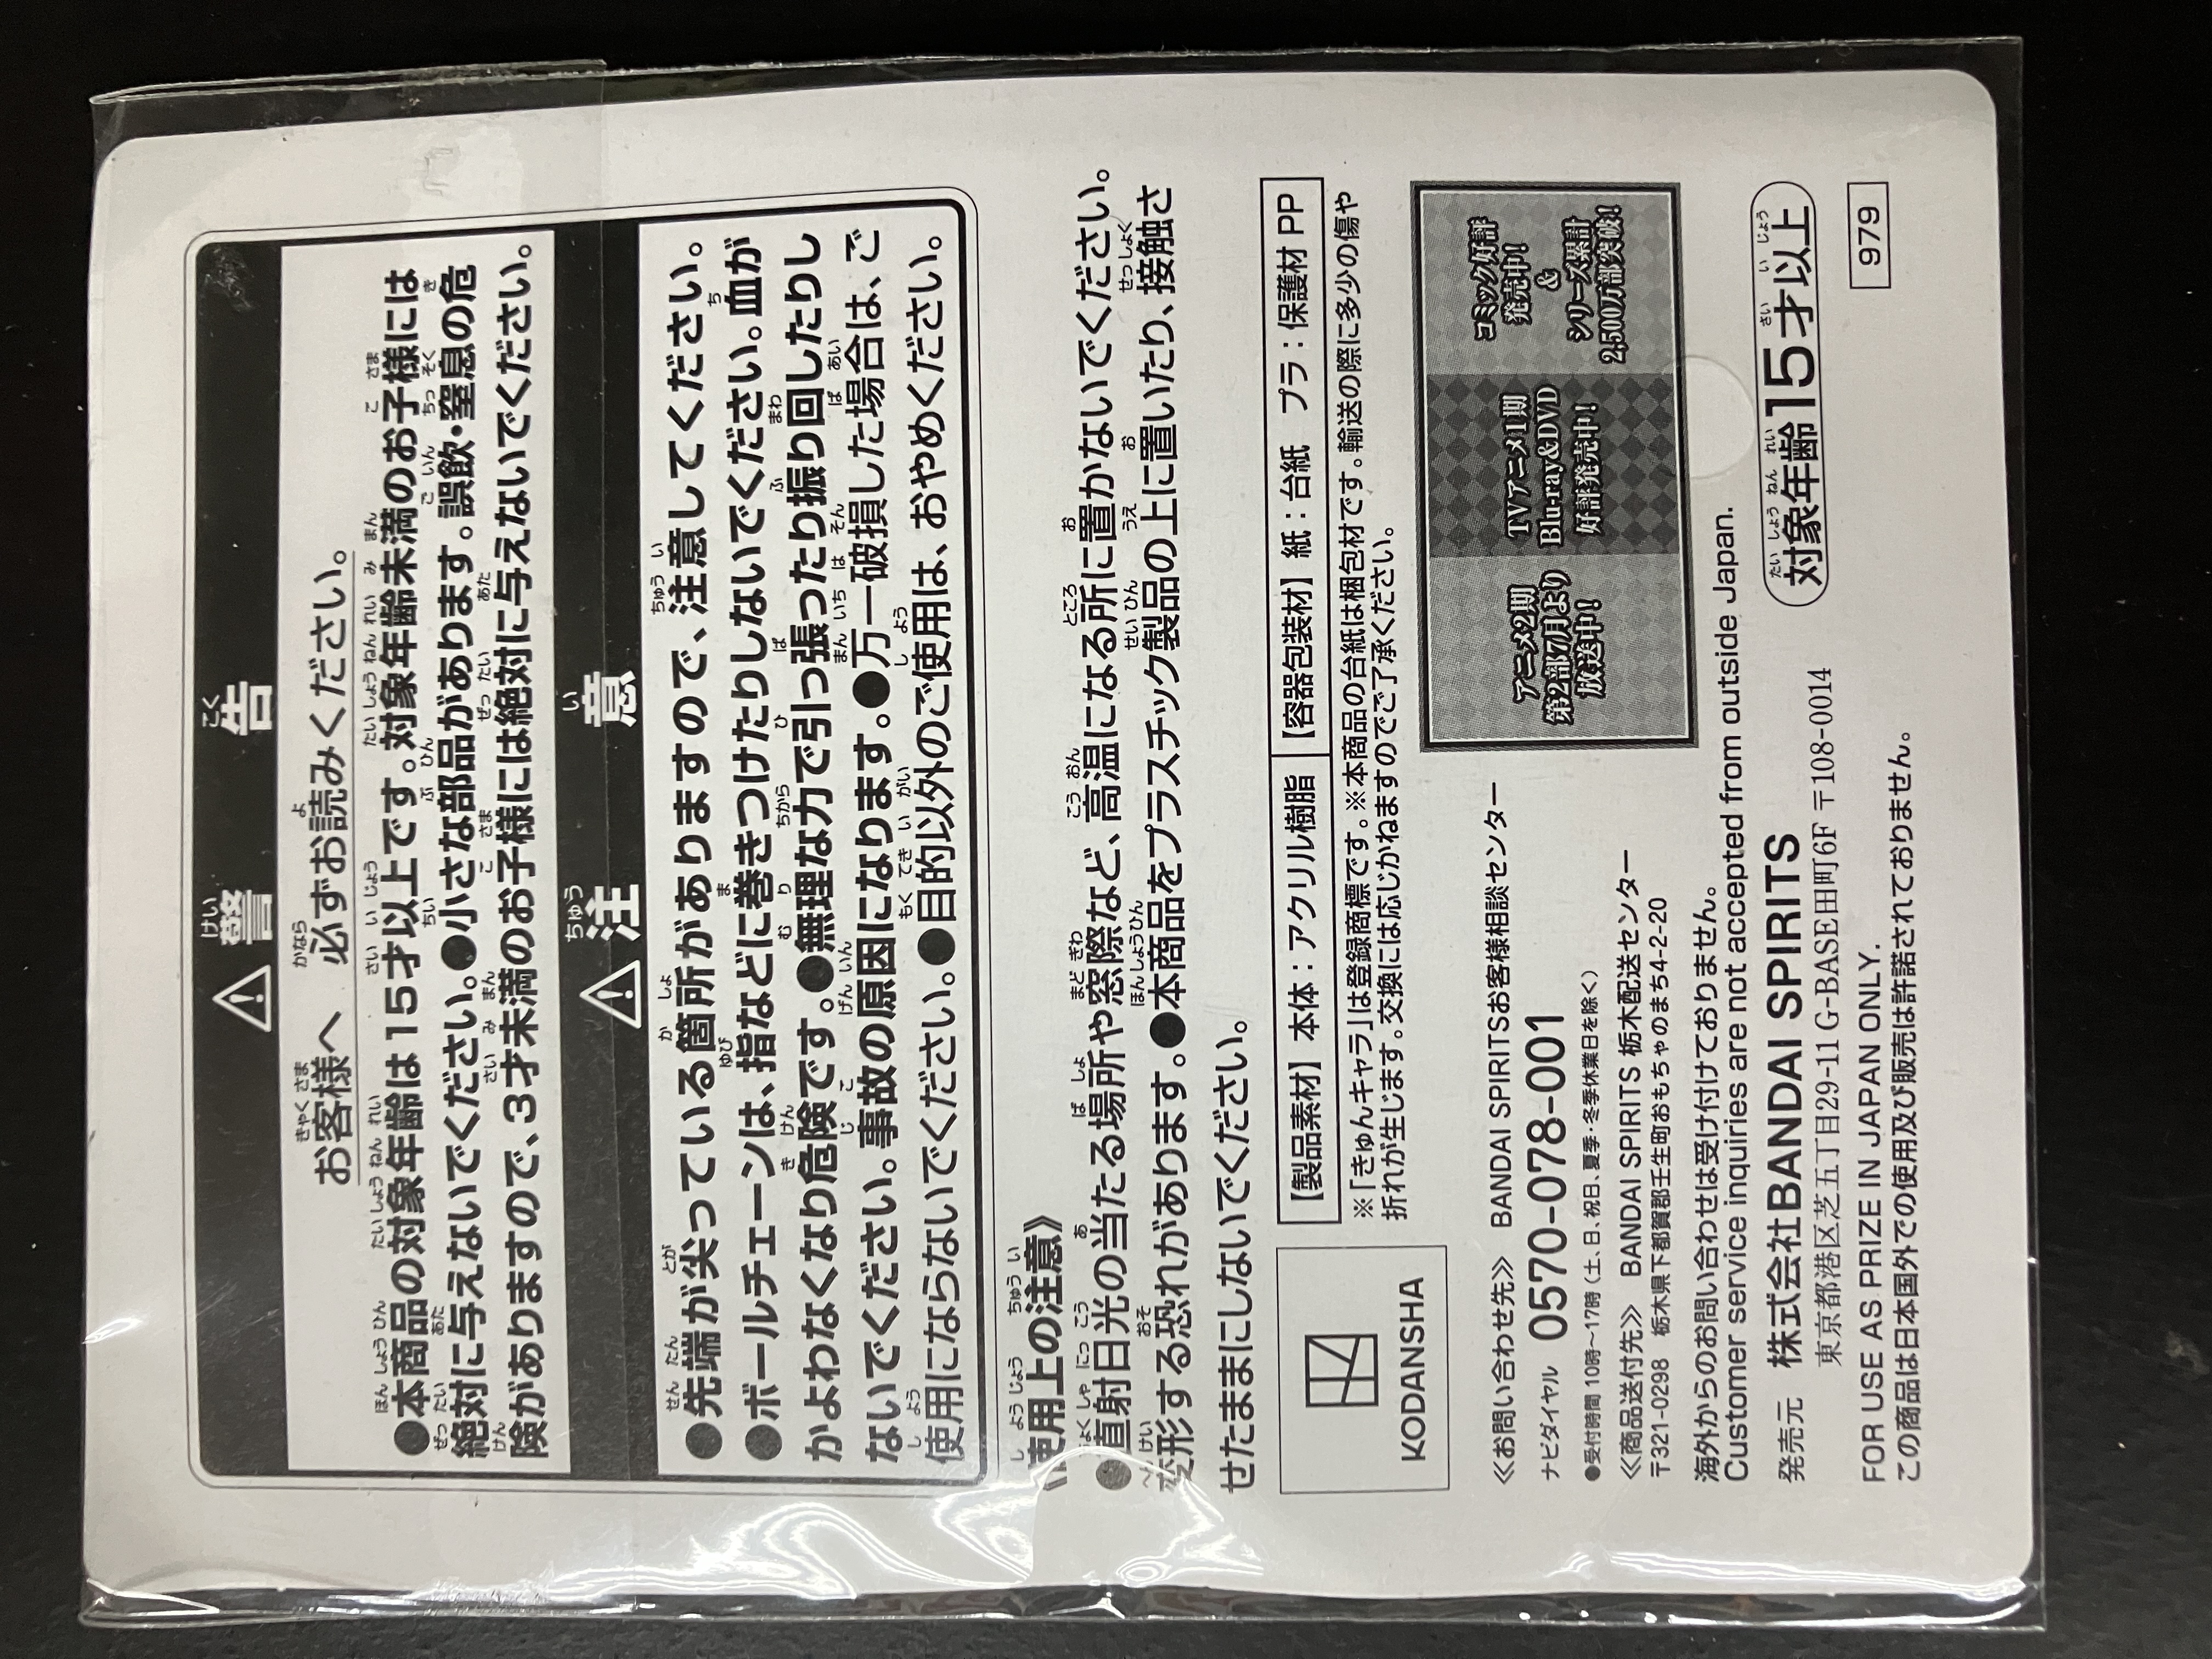 警告
お客様へ 必ずお読みください。
●本商品の対象年齢は15才以上です。対象年齢未満のお子様には
絶対に与えないでください。●小さな部品があります。誤飲・窒息の危
険がありますので、3才未満のお子様には絶対に与えないでください。
注意
●先端が尖っている箇所がありますので、注意してください。
●ボールチェーンは、指などに巻きつけたりしないでください。血が
かよわなくなり危険です。●無理な力で引っ張ったり振り回したりし
ないでください。事故の原因になります。●万一破損した場合は、ご
使用にならないでください。●目的以外のご使用は、おやめください。
《使用上の注意》
●直射日光の当たる場所や窓際など、高温になる所に置かないでください。
変形する恐れがあります。●本商品をプラスチック製品の上に置いたり、接触さ
せたままにしないでください。
KODANSHA
【製品素材】本体:アクリル樹脂 【容器包装材】紙:台紙 プラ:保護材 PP
※「きゅんキャラ」は登録商標です。※本商品の台紙は梱包材です。輸送の際に多少の傷や
折れが生じます。交換には応じかねますのでご了承ください。
≪お問い合わせ先≫ BANDAI SPIRITSお客様相談センター
ナビダイヤル 0570-078-001
●受付時間 10時～17時(土、日、祝日、夏季・冬季休業日を除く)
≪商品送付先≫ BANDAI SPIRITS 栃木配送センター
〒321-0298 栃木県下都賀郡壬生町おもちゃのまち4-2-20
アニメ2期
第2部7月より
放送中!
TVアニメ1期
Blu-ray&DVD
好評発売中!
コミック好評
発売中!
&
シリーズ累計
2,500万部突破!
海外からのお問い合わせは受け付けておりません。
Customer service inquiries are not accepted from outside Japan.
発売元 株式会社BANDAI SPIRITS
東京都港区芝五丁目29-11 G-BASE田町6F 〒108-0014
対象年齢15才以上
FOR USE AS PRIZE IN JAPAN ONLY.
この商品は日本国外での使用及び販売は許諾されておりません。
979